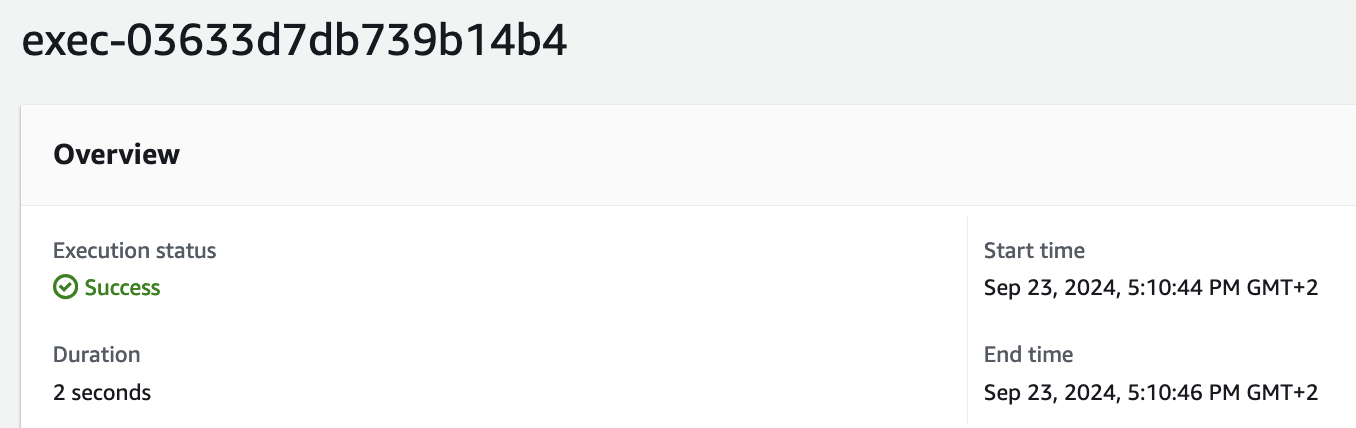 exec-03633d7db739b14b4
Overview
Execution status
Success
Duration
2 seconds
Start time
Sep 23, 2024, 5:10:44 PM GMT+2
End time
Sep 23, 2024, 5:10:46 PM GMT+2